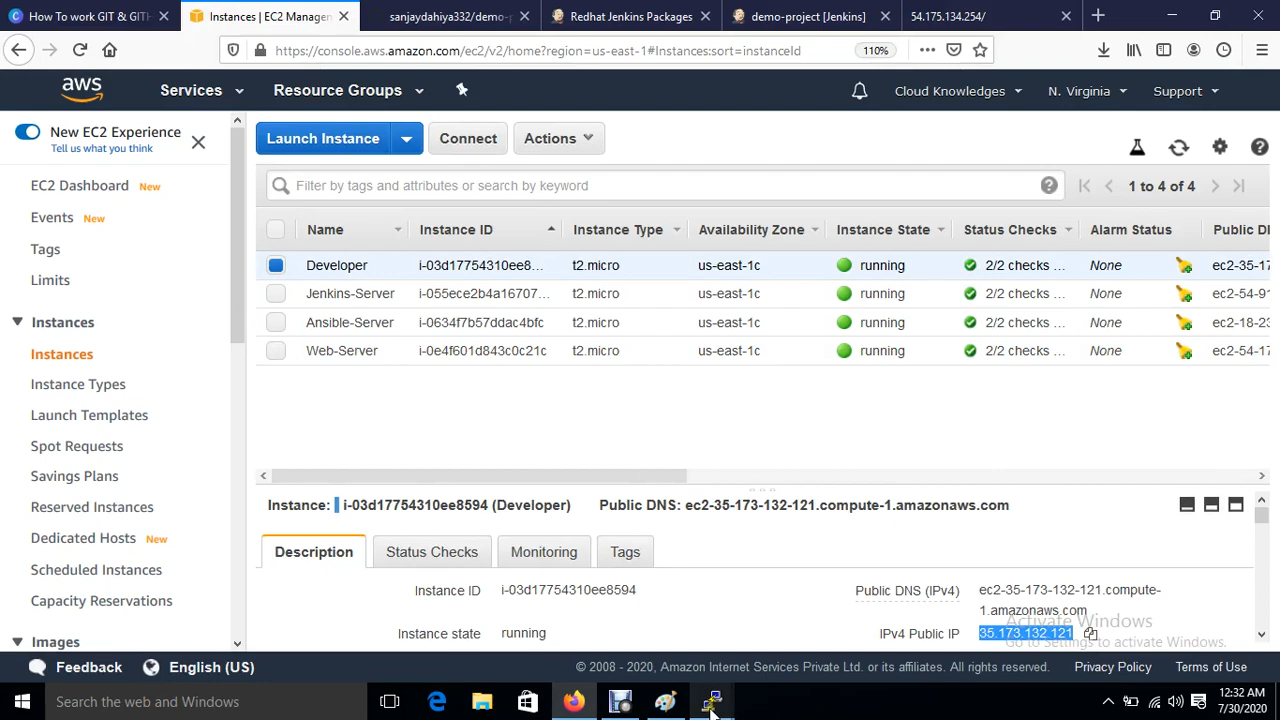 How To work GIT & GITH
Instances | EC2 Managem
sanjaydahiya332/demo-p
Redhat Jenkins Packages
demo-project [Jenkins]
54.175.134.254/
https://console.aws.amazon.com/ec2/v2/home?region=us-east-1#Instances:sort=instanceId
110%
aws
Services
Resource Groups
Cloud Knowledges
N. Virginia
Support
New EC2 Experience
Tell us what you think
Launch Instance
Connect
Actions
Filter by tags and attributes or search by keyword
1 to 4 of 4
EC2 Dashboard New
Events New
Tags
Limits
Instances
Instances
Instance Types
Launch Templates
Spot Requests
Savings Plans
Reserved Instances
Dedicated Hosts New
Scheduled Instances
Capacity Reservations
Images
Name Instance ID Instance Type Availability Zone Instance State Status Checks Alarm Status Public D
Developer i-03d17754310ee8... t2.micro us-east-1c running 2/2 checks ... None ec2-35-17
Jenkins-Server i-055ece2b4a16707... t2.micro us-east-1c running 2/2 checks ... None ec2-54-91
Ansible-Server i-0634f7b57ddac4bfc t2.micro us-east-1c running 2/2 checks ... None ec2-18-23
Web-Server i-0e4f601d843c0c21c t2.micro us-east-1c running 2/2 checks ... None ec2-54-17
Instance: i-03d17754310ee8594 (Developer) Public DNS: ec2-35-173-132-121.compute-1.amazonaws.com
Description
Status Checks
Monitoring
Tags
Instance ID i-03d17754310ee8594
Public DNS (IPv4) ec2-35-173-132-121.compute-
1.amazonaws.com
Instance state running
IPv4 Public IP 35.173.132.121
Activate Windows
Go to Settings to activate Windows.
Feedback
English (US)
© 2008 - 2020, Amazon Internet Services Private Ltd. or its affiliates. All rights reserved.
Privacy Policy
Terms of Use
Search the web and Windows
12:32 AM
7/30/2020